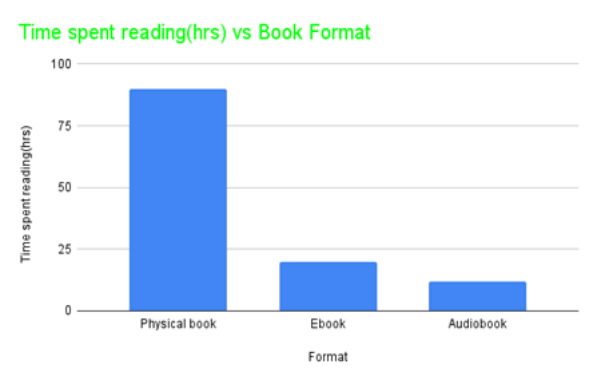 Time spent reading(hrs) vs Book Format
100
75
50
25
0
Time spent reading(hrs)
Physical book
Ebook
Audiobook
Format